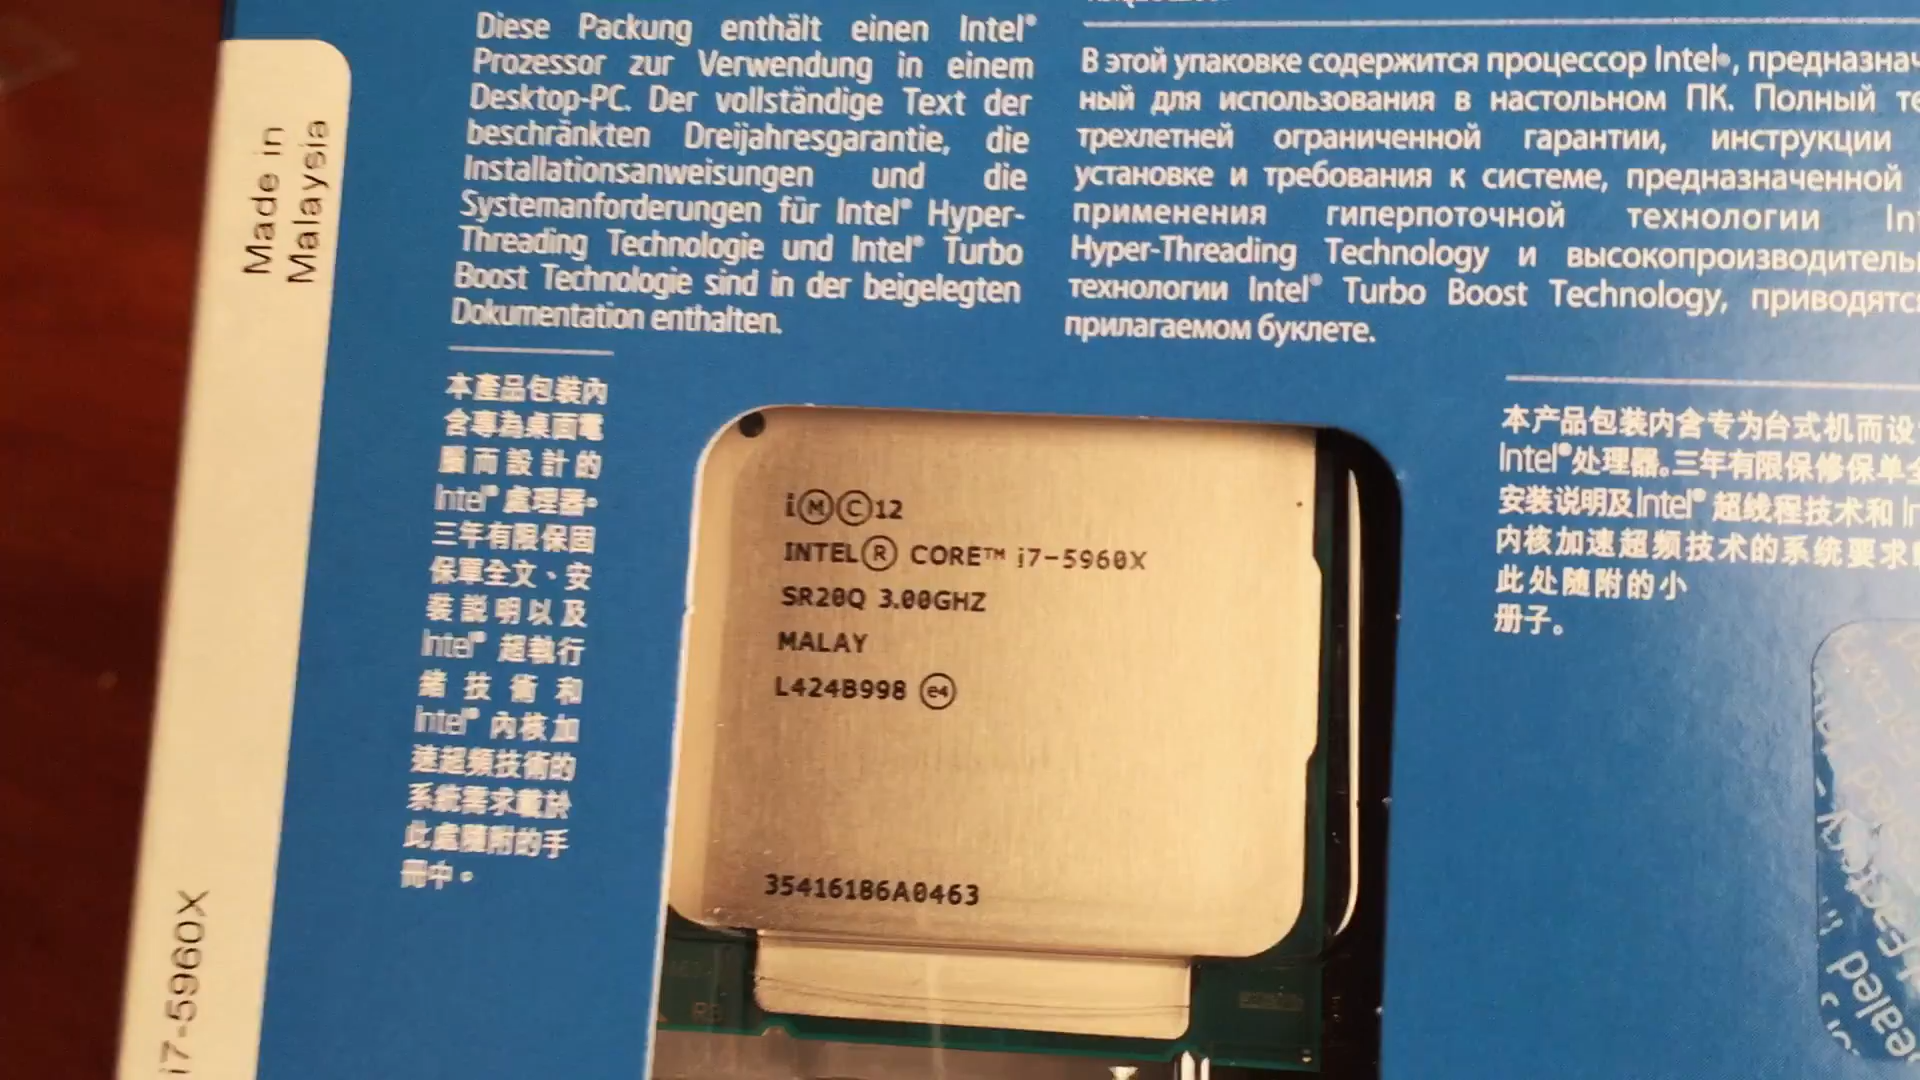 Made in
Malaysia
i7-5960X
Diese Packung enthält einen Intel®
Prozessor zur Verwendung in einem
Desktop-PC. Der vollständige Text der
beschränkten Dreijahresgarantie, die
Installationsanweisungen und die
Systemanforderungen für Intel® Hyper-
Threading Technologie und Intel® Turbo
Boost Technologie sind in der beigelegten
Dokumentation enthalten.
В этой упаковке содержится процессор Intel®, предназнач
ный для использования в настольном ПК. Полный те
трехлетней ограниченной гарантии, инструкции
установке и требования к системе, предназначенной
применения гиперпоточной технологии Int
Hyper-Threading Technology и высокопроизводитель
технологии Intel® Turbo Boost Technology, приводятс
прилагаемом буклете.
本產品包裝內
含專為桌面電
腦而設計的
Intel® 處理器。
三年有限保固
保單全文、安
裝說明以及
Intel® 超執行
緒技術和
Intel® 內核加
速超頻技術的
系統需求載於
此處隨附的手
冊中。
本产品包装内含专为台式机而设
Intel®处理器。三年有限保修保单全
安装说明及Intel® 超线程技术和 In
内核加速超频技术的系统要求
此处随附的小
册子。
i Ⓜ Ⓒ 12
INTEL® CORE™ i7-5960X
SR20Q 3.00GHZ
MALAY
L424B998 e4
35416186A0463